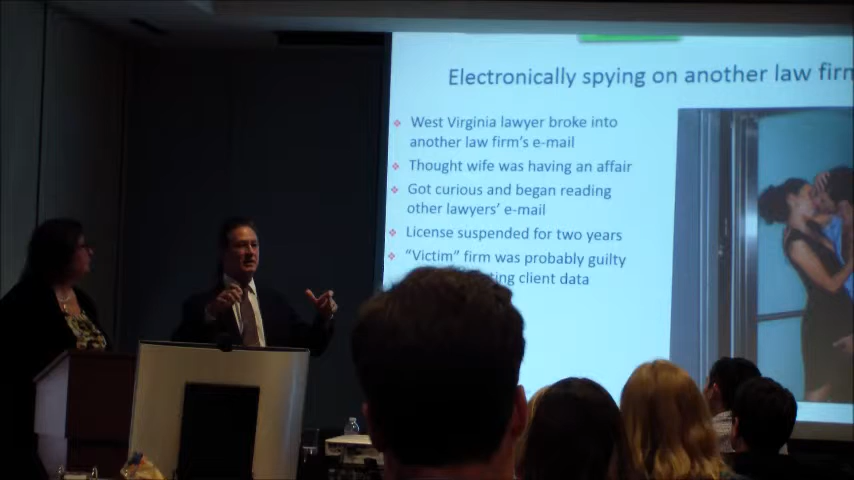 Electronically spying on another law firm
West Virginia lawyer broke into
another law firm's e-mail
Thought wife was having an affair
Got curious and began reading
other lawyers' e-mail
License suspended for two years
"Victim" firm was probably guilty
client data